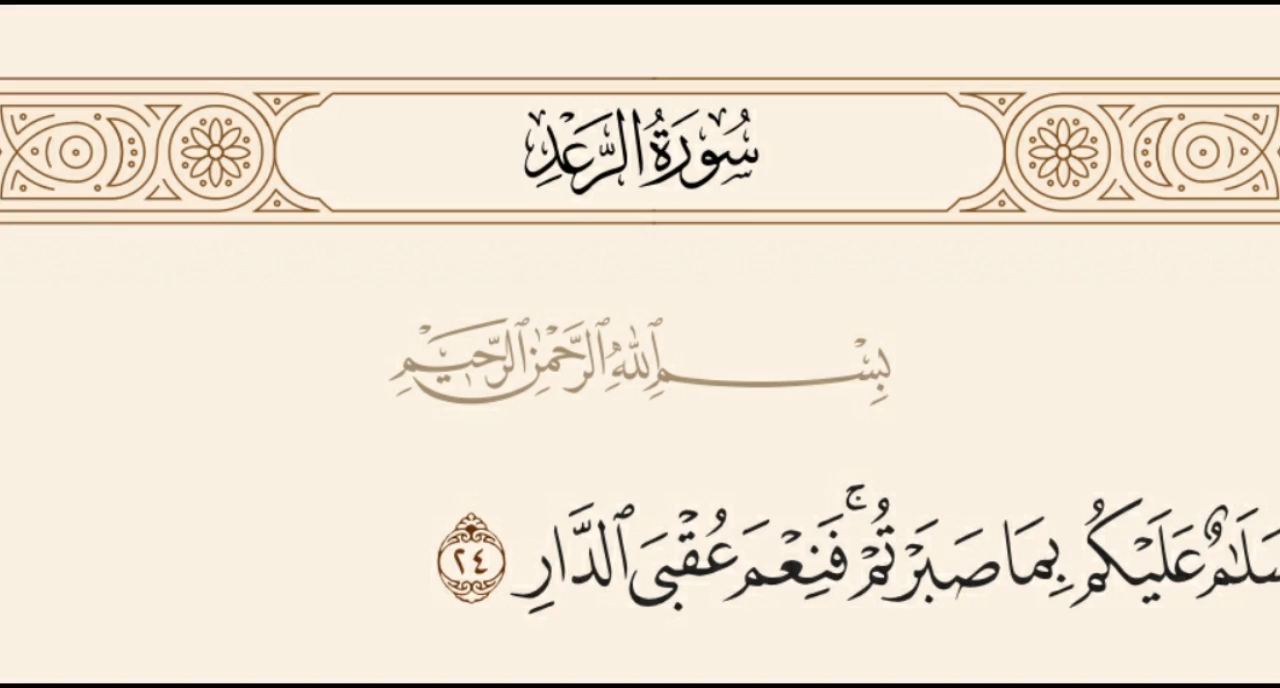 سُورَةُ الرَّعْدِ
بِسْمِ ٱللَّهِ ٱلرَّحْمَٰنِ ٱلرَّحِيمِ
سَلَٰمٌ عَلَيْكُم بِمَا صَبَرْتُمْ ۚ فَنِعْمَ عُقْبَى ٱلدَّارِ ٢٤